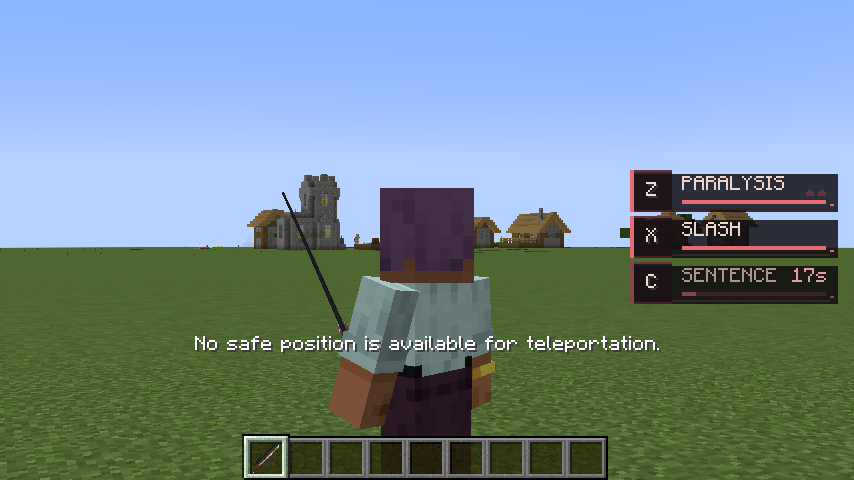 Z PARALYSIS
X SLASH
C SENTENCE 17s
No safe position is available for teleportation.